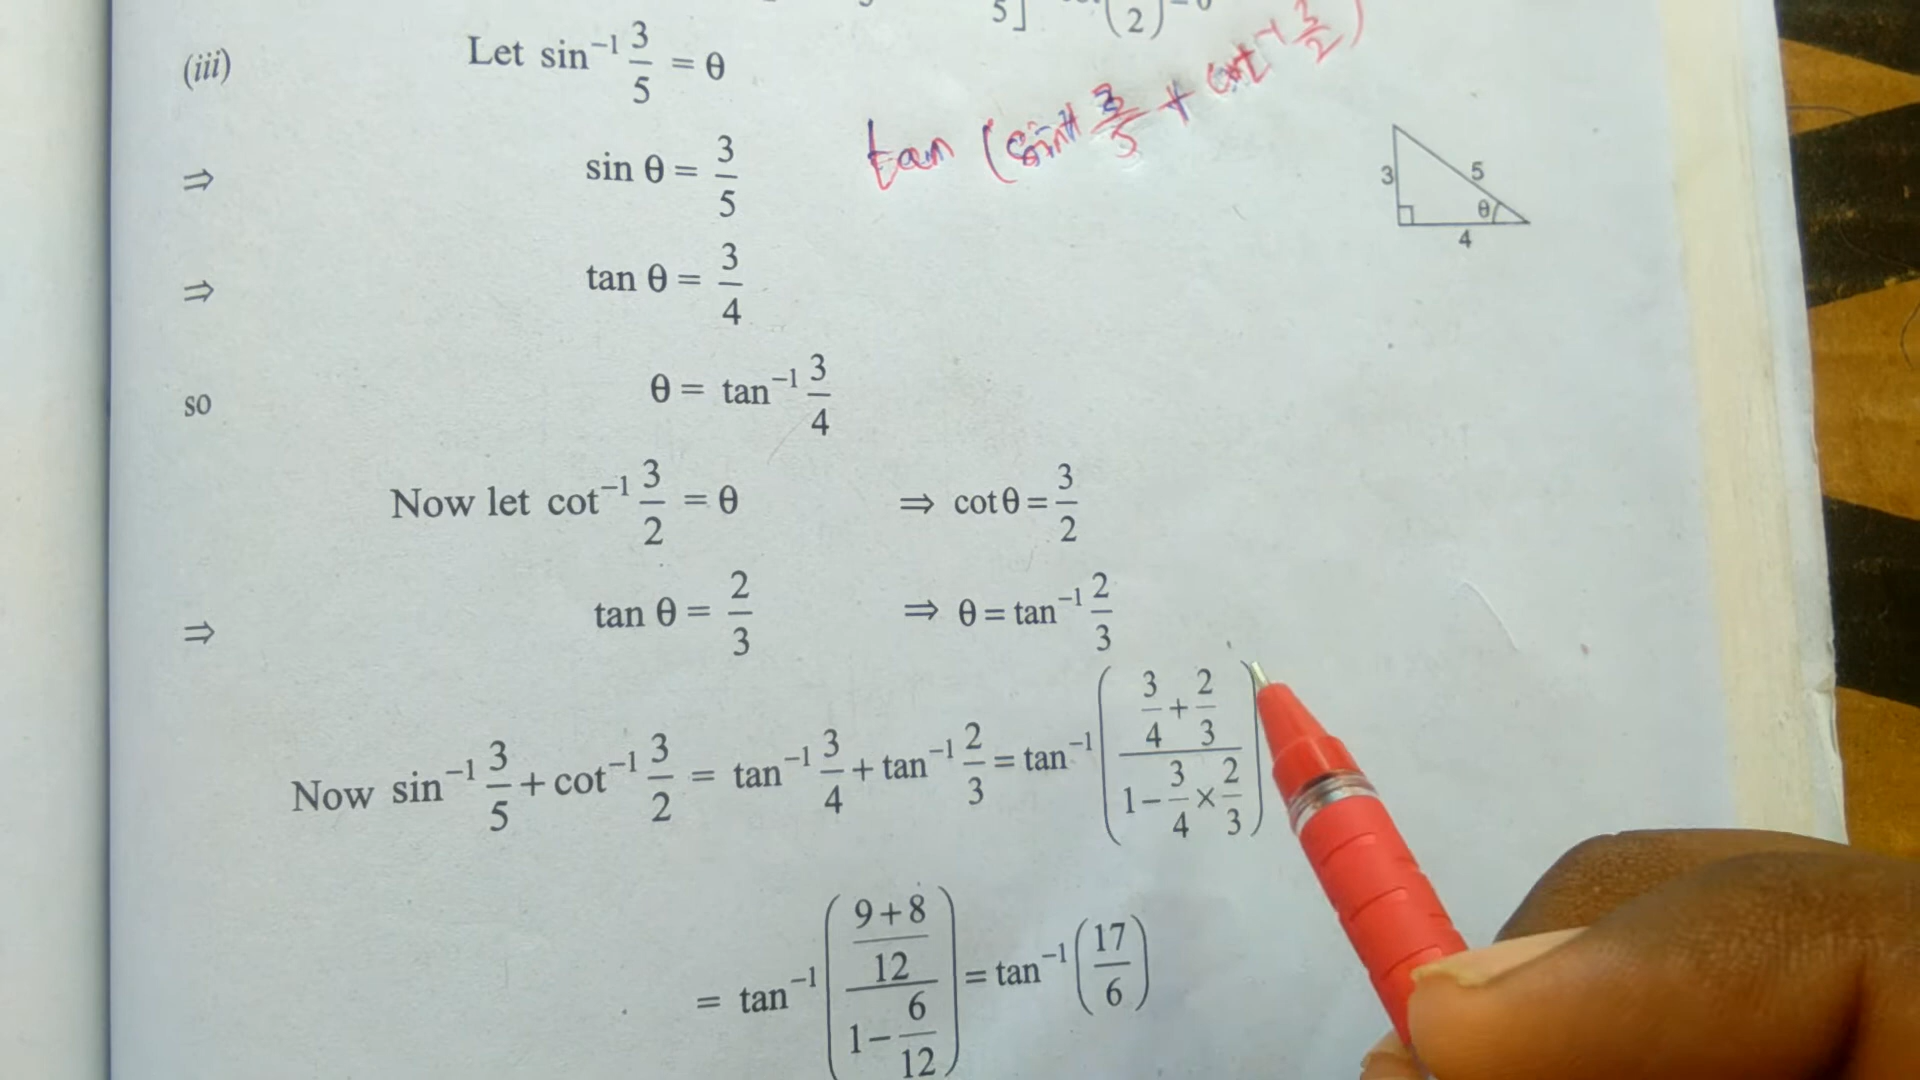 (iii) Let sin⁻¹ 3/5 = θ
tan (sin⁻¹ 3/5 + cot⁻¹ 3/2)
⇒ sin θ = 3/5
3 5 θ 4
⇒ tan θ = 3/4
so θ = tan⁻¹ 3/4
Now let cot⁻¹ 3/2 = θ ⇒ cot θ = 3/2
⇒ tan θ = 2/3 ⇒ θ = tan⁻¹ 2/3
Now sin⁻¹ 3/5 + cot⁻¹ 3/2 = tan⁻¹ 3/4 + tan⁻¹ 2/3 = tan⁻¹ ((3/4 + 2/3)/(1 − 3/4 × 2/3))
= tan⁻¹ (((9+8)/12)/(1 − 6/12)) = tan⁻¹ (17/6)